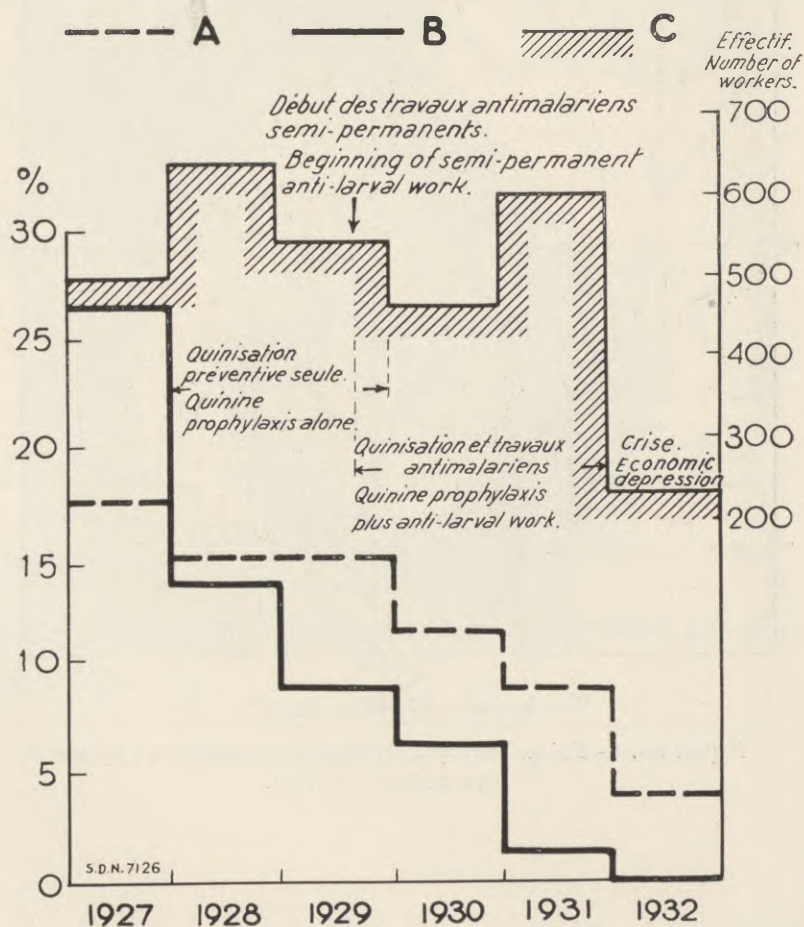 A B C
Effectif.
Number of
workers.
Début des travaux antimalariens
semi-permanents.
Beginning of semi-permanent
anti-larval work.
%
30
25
20
15
10
5
0
700
600
500
400
300
200
Quinisation
préventive seule.
Quinine
prophylaxis alone.
Quinisation et travaux
antimalariens
Quinine prophylaxis
plus anti-larval work.
Crise.
Economic
depression
S.D.N. 7126
1927 1928 1929 1930 1931 1932